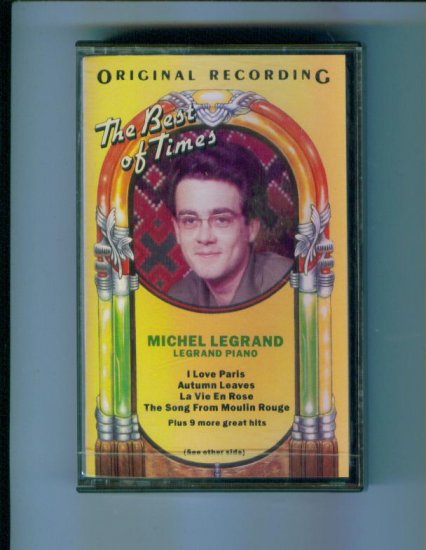 ORIGINAL RECORDING
The Best
of Times
MICHEL LEGRAND
LEGRAND PIANO
I Love Paris
Autumn Leaves
La Vie En Rose
The Song From Moulin Rouge
Plus 9 more great hits
(See other side)